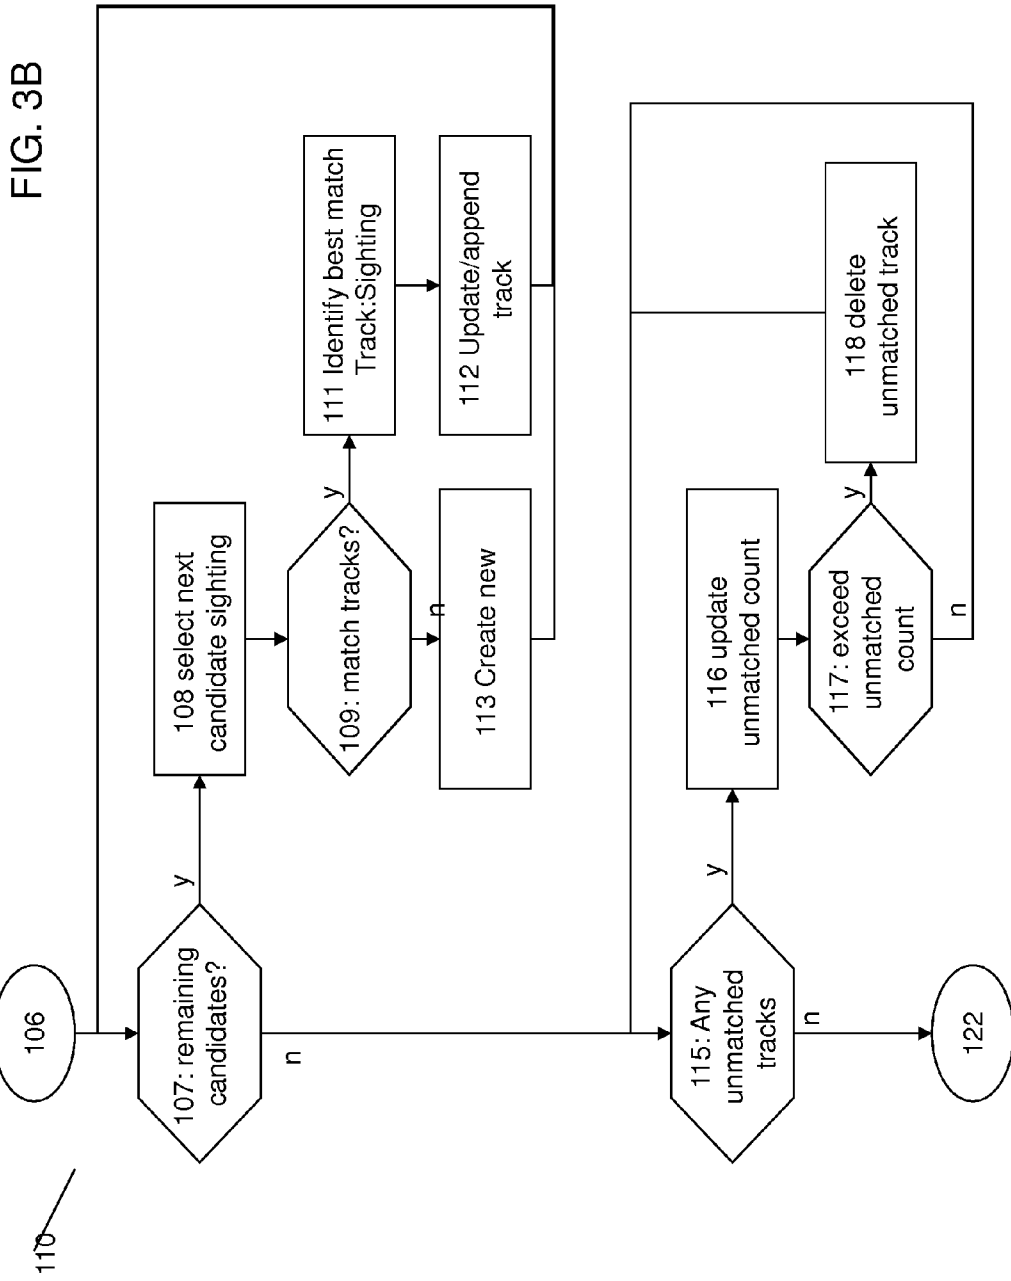 FIG. 3B
110
106
107: remaining
candidates?
y
n
108 select next
candidate sighting
109: match tracks?
y
n
111 Identify best match
Track:Sighting
112 Update/append
track
113 Create new
115: Any
unmatched
tracks
y
n
116 update
unmatched count
117: exceed
unmatched
count
y
n
118 delete
unmatched track
122